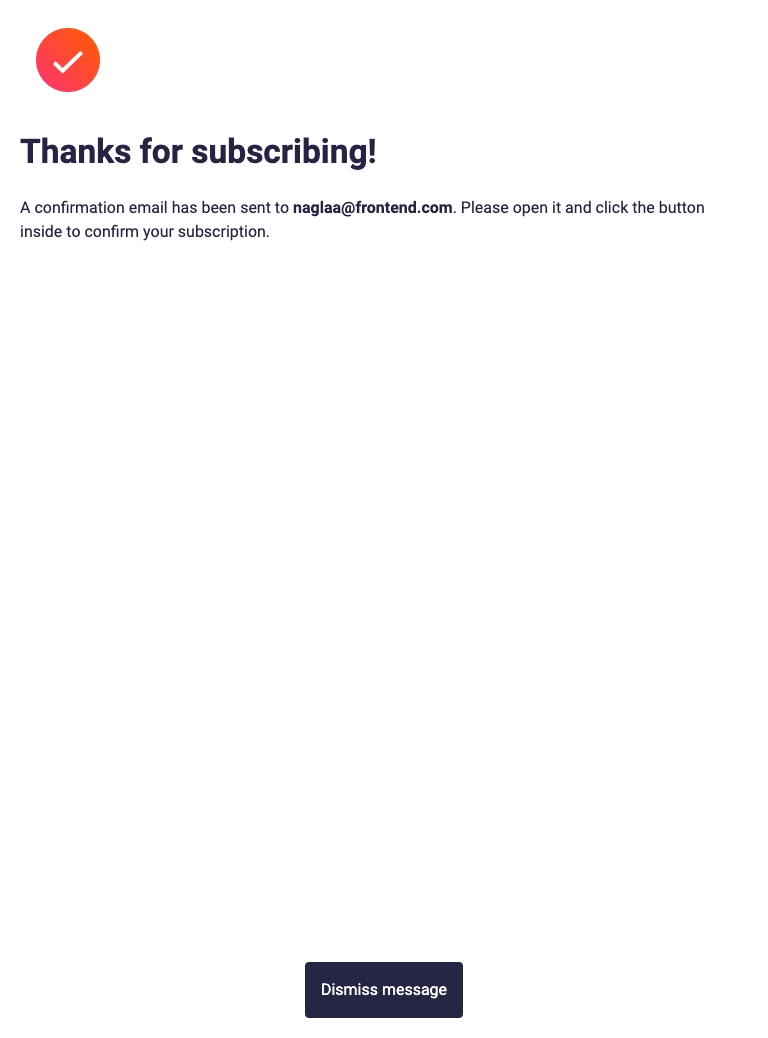 Thanks for subscribing!
A confirmation email has been sent to naglaa@frontend.com. Please open it and click the button
inside to confirm your subscription.
Dismiss message